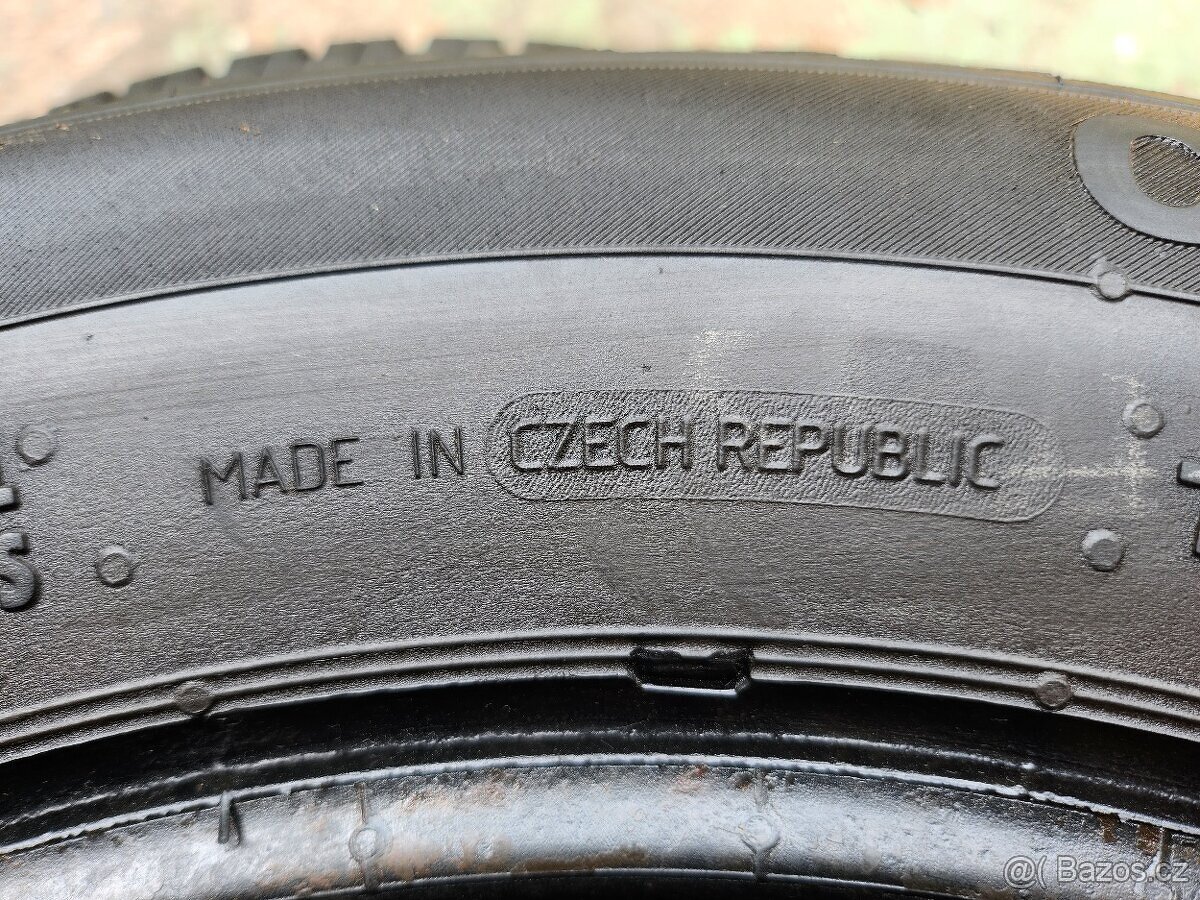 MADE IN CZECH REPUBLIC
S
@( Bazos.cz